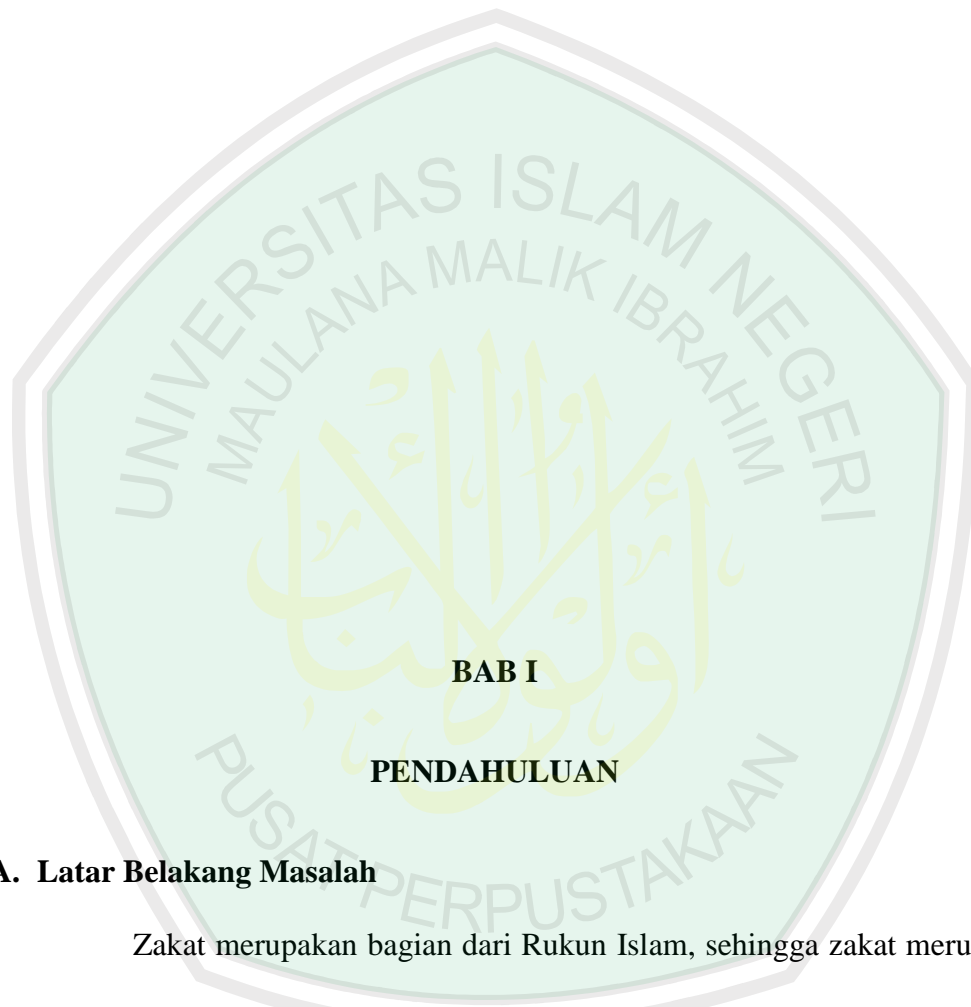 UNIVERSITAS ISLAM NEGERI
MAULANA MALIK IBRAHIM
BAB I
PENDAHULUAN
A. Latar Belakang Masalah
Zakat merupakan bagian dari Rukun Islam, sehingga zakat meru
PUSAT PERPUSTAKAAN